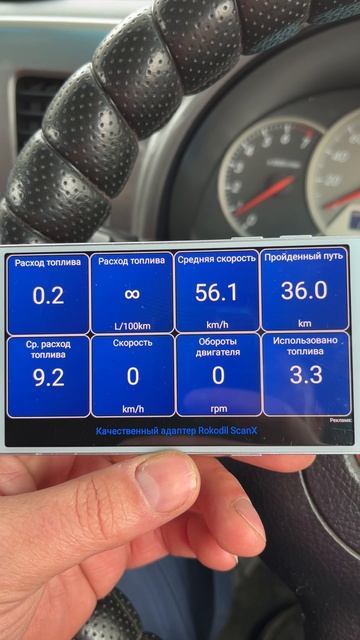 Расход топлива
0.2
Расход топлива
∞
L/100km
Средняя скорость
56.1
km/h
Пройденный путь
36.0
km
Ср. расход
топлива
9.2
Скорость
0
km/h
Обороты
двигателя
0
rpm
Использовано
топлива
3.3
Реклама:
Качественный адаптер Rokodil ScanX